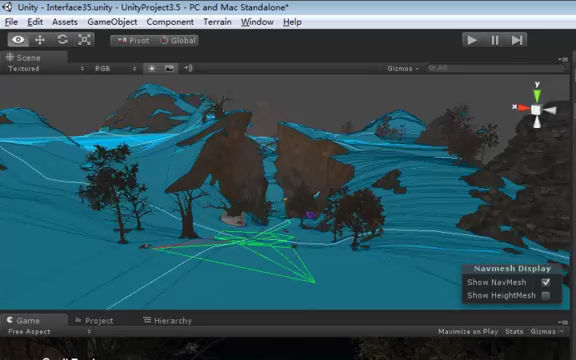 Unity - Interface35.unity - UnityProject3.5 - PC and Mac Standalone*
File Edit Assets GameObject Component Terrain Window Help
Pivot Global
Scene
Textured RGB Gizmos
y
x
Navmesh Display
Show NavMesh
Show HeightMesh
Game Project Hierarchy
Free Aspect Maximize on Play Stats Gizmos